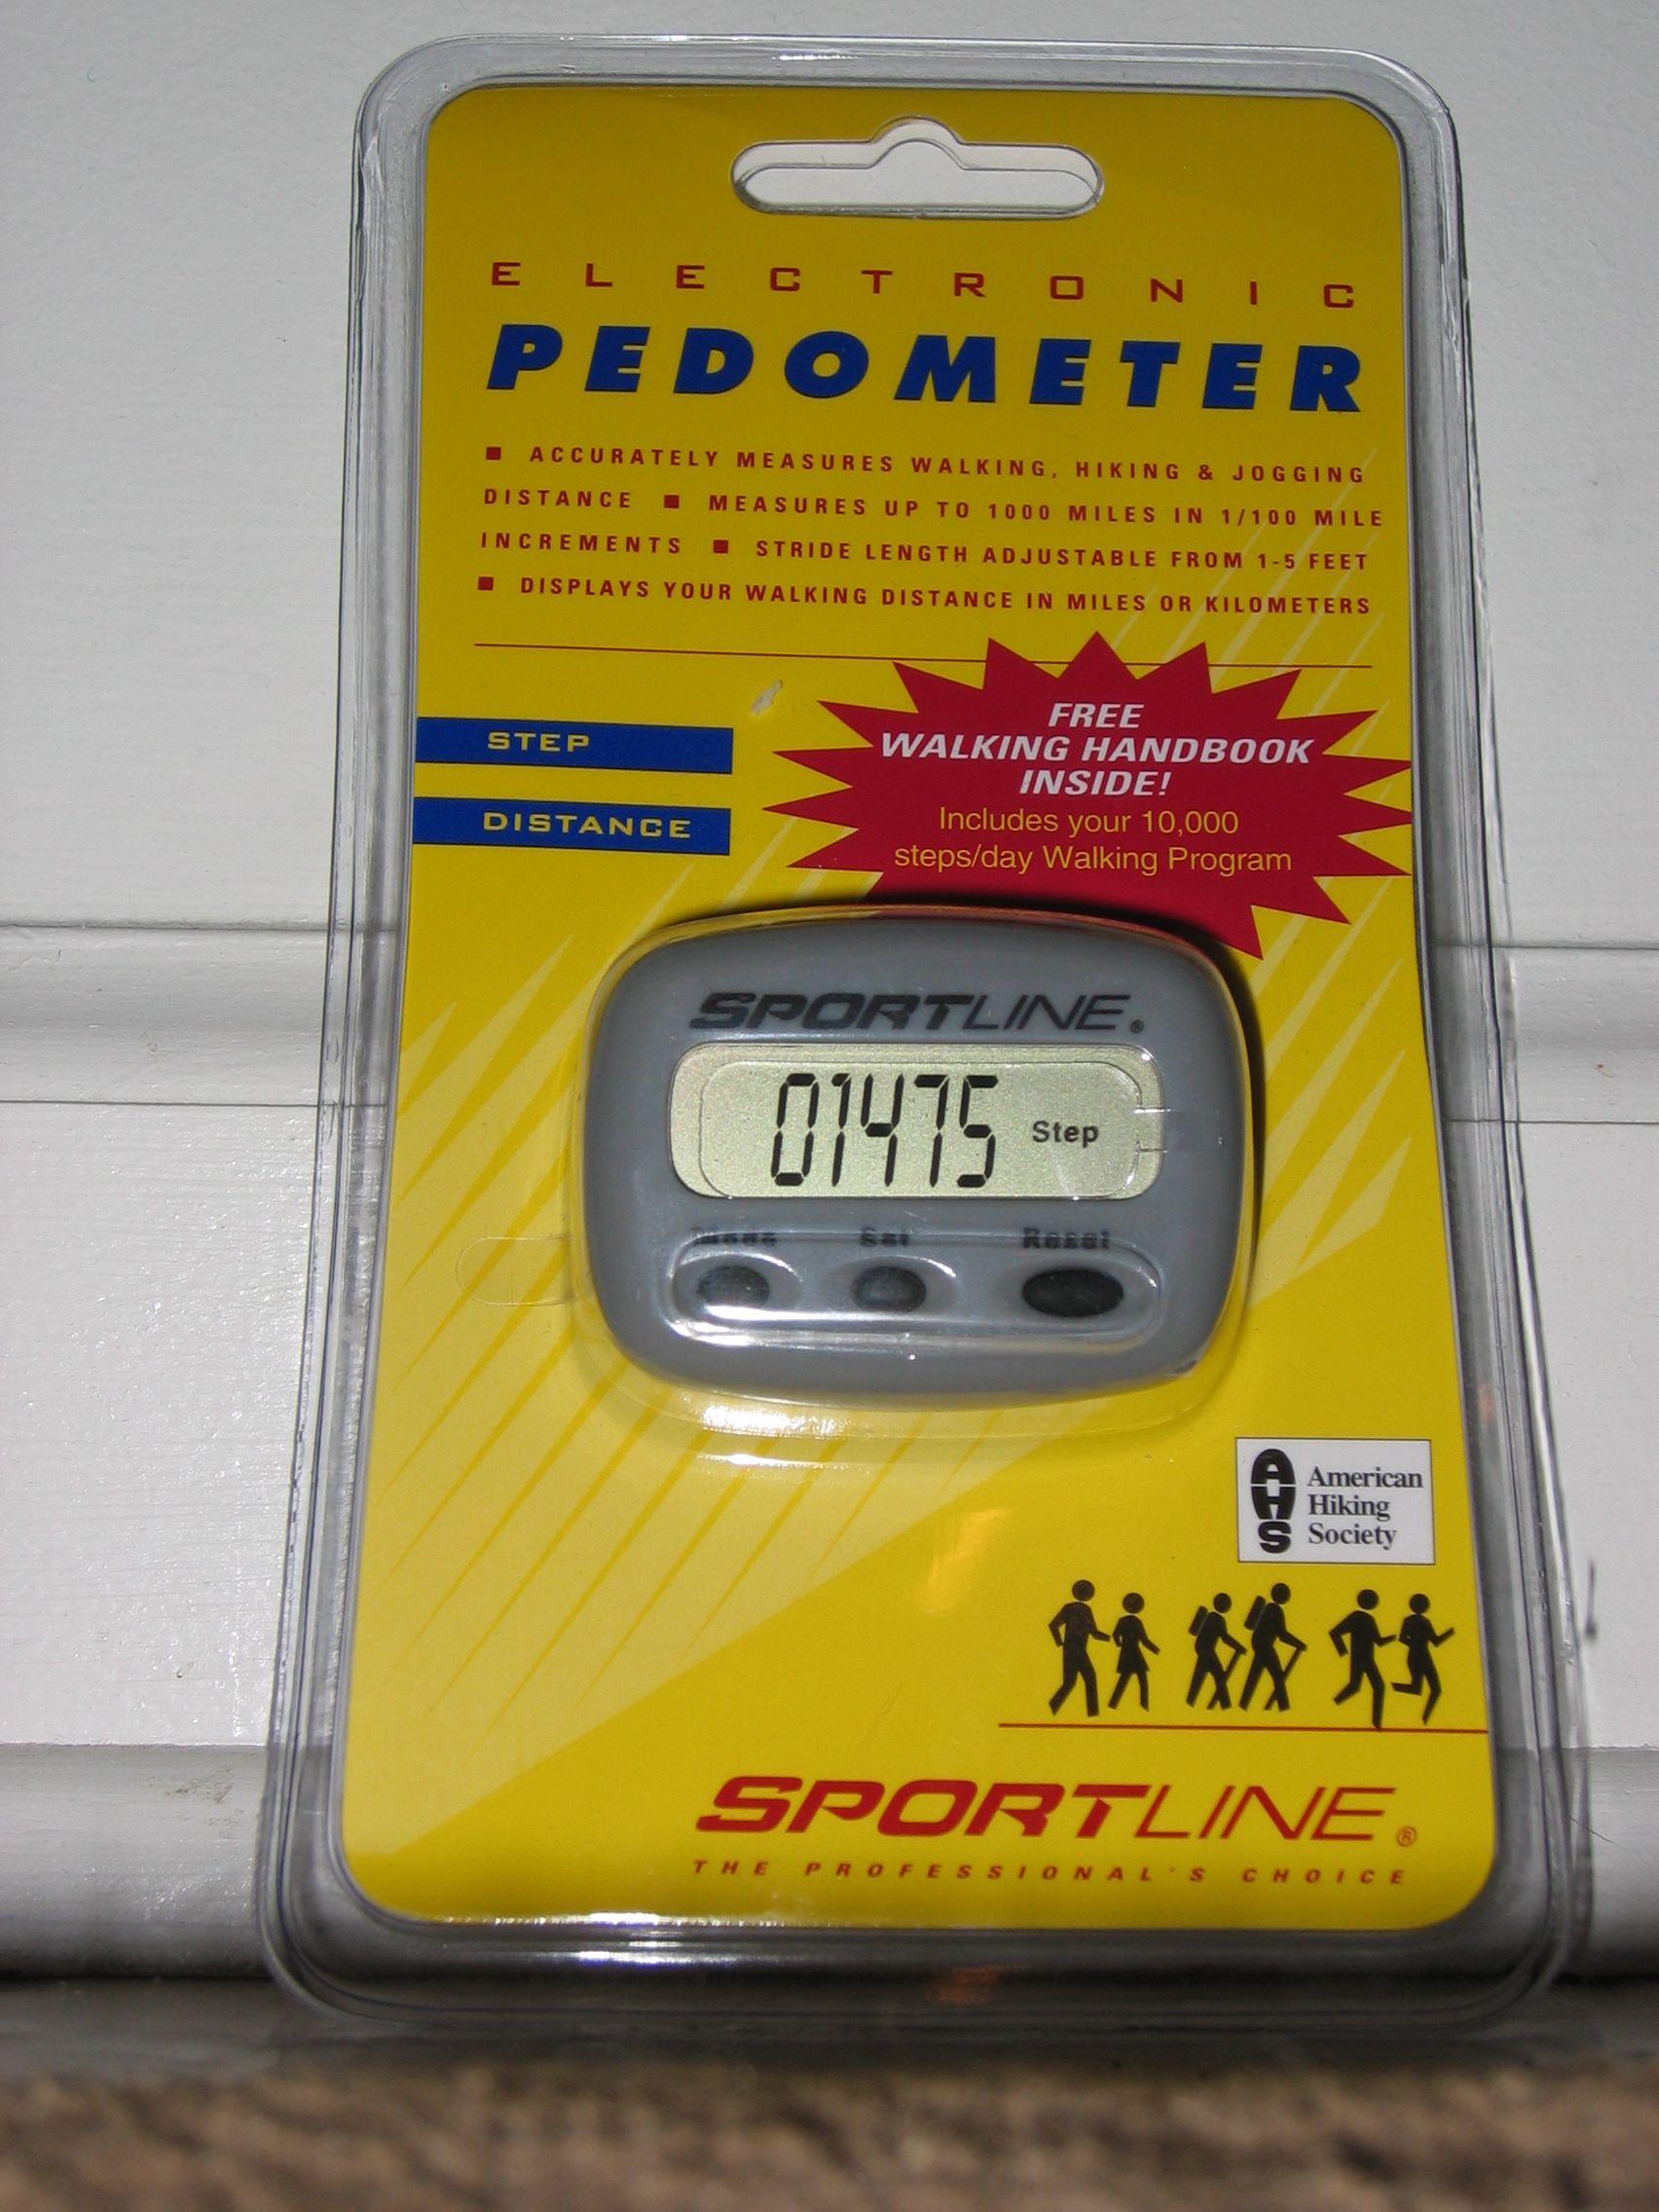 ELECTRONIC
PEDOMETER
■ ACCURATELY MEASURES WALKING, HIKING & JOGGING
DISTANCE ■ MEASURES UP TO 1000 MILES IN 1/100 MILE
INCREMENTS ■ STRIDE LENGTH ADJUSTABLE FROM 1-5 FEET
■ DISPLAYS YOUR WALKING DISTANCE IN MILES OR KILOMETERS
STEP
DISTANCE
FREE
WALKING HANDBOOK
INSIDE!
Includes your 10,000
steps/day Walking Program
SPORTLINE®
01475 Step
Set Reset
AHS
American
Hiking
Society
SPORTLINE®
THE PROFESSIONAL'S CHOICE